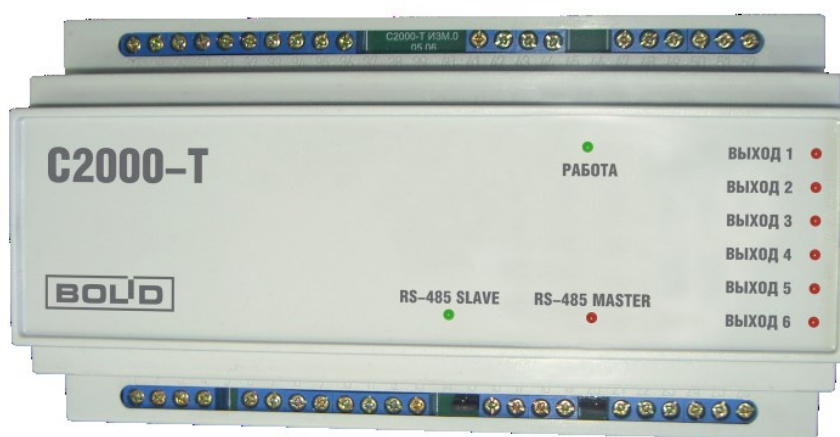 С2000-Т ИЗМ.0
05.06
С2000-Т
РАБОТА
ВЫХОД 1
ВЫХОД 2
ВЫХОД 3
ВЫХОД 4
ВЫХОД 5
ВЫХОД 6
BOLID
RS-485 SLAVE
RS-485 MASTER